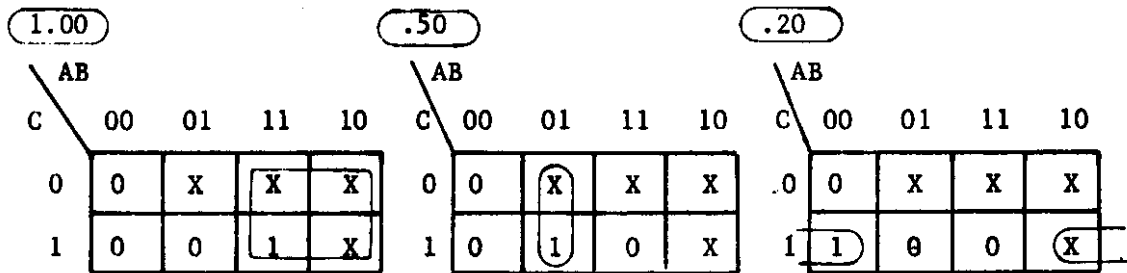 1.00 .50 .20
AB AB AB
C 00 01 11 10 C 00 01 11 10 C 00 01 11 10
0 0 X X X 0 0 X X X 0 0 X X X
1 0 0 1 X 1 0 1 0 X 1 1 0 0 X